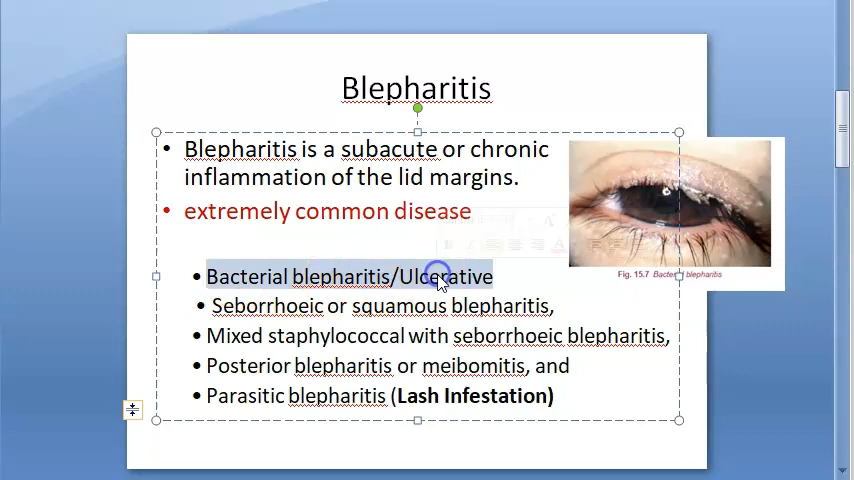 Blepharitis
• Blepharitis is a subacute or chronic
inflammation of the lid margins.
• extremely common disease
• Bacterial blepharitis/Ulcerative
• Seborrhoeic or squamous blepharitis,
• Mixed staphylococcal with seborrhoeic blepharitis,
• Posterior blepharitis or meibomitis, and
• Parasitic blepharitis (Lash Infestation)
Fig. 15.7 Bacterial blepharitis